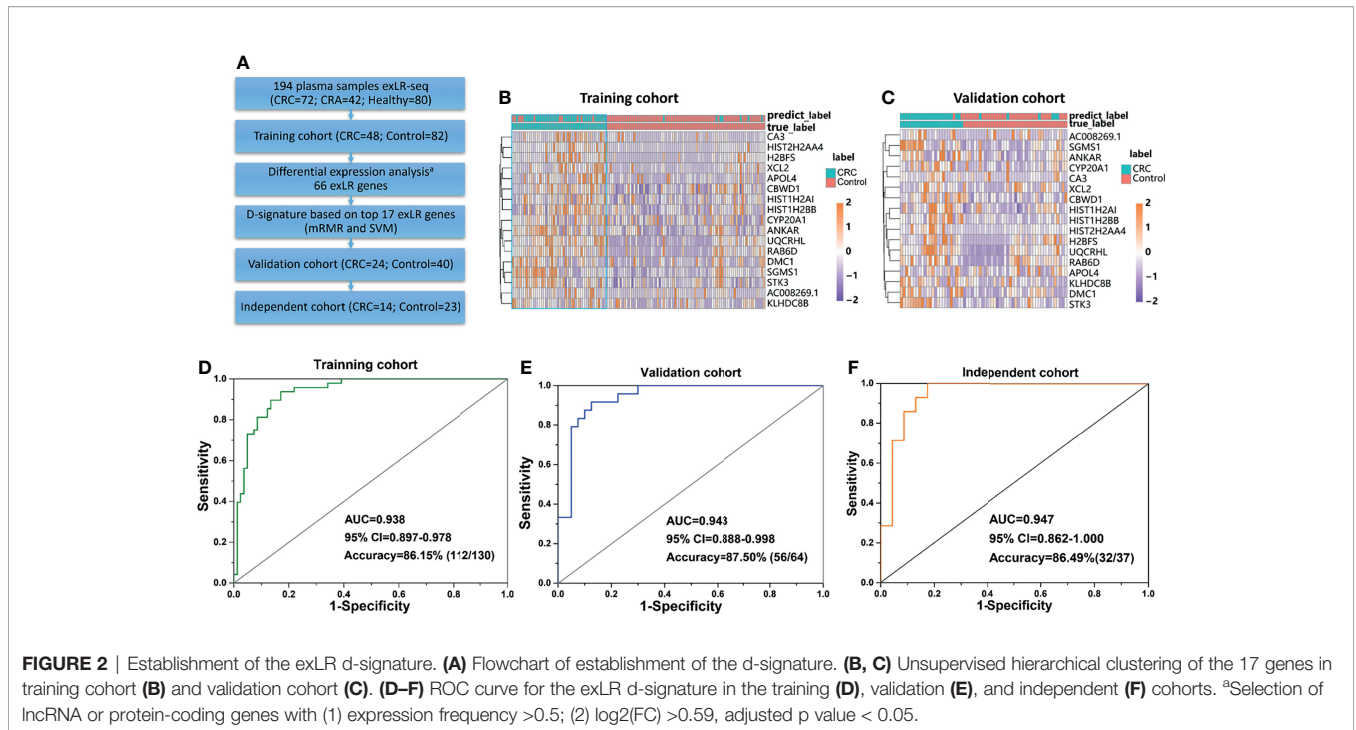 A
194 plasma samples exLR-seq
(CRC=72; CRA=42; Healthy=80)
Training cohort (CRC=48; Control=82)
Differential expression analysisa
66 exLR genes
D-signature based on top 17 exLR genes
(mRMR and SVM)
Validation cohort (CRC=24; Control=40)
Independent cohort (CRC=14; Control=23)
B
Training cohort
predict_label
true_label
CA3
HIST2H2AA4
H2BFS
XCL2
APOL4
CBWD1
HIST1H2AI
HIST1H2BB
CYP20A1
ANKAR
UQCRHL
RAB6D
DMC1
SGMS1
STK3
AC008269.1
KLHDC8B
label
CRC
Control
2
1
0
−1
−2
C
Validation cohort
predict_label
true_label
AC008269.1
SGMS1
ANKAR
CYP20A1
CA3
XCL2
CBWD1
HIST1H2AI
HIST1H2BB
HIST2H2AA4
H2BFS
UQCRHL
RAB6D
APOL4
KLHDC8B
DMC1
STK3
label
CRC
Control
2
1
0
−1
−2
D
Trainning cohort
Sensitivity
1.0
0.8
0.6
0.4
0.2
0.0
AUC=0.938
95% CI=0.897-0.978
Accuracy=86.15% (112/130)
0.0 0.2 0.4 0.6 0.8 1.0
1-Specificity
E
Validation cohort
Sensitivity
1.0
0.8
0.6
0.4
0.2
0.0
AUC=0.943
95% CI=0.888-0.998
Accuracy=87.50% (56/64)
0.0 0.2 0.4 0.6 0.8 1.0
1-Specificity
F
Independent cohort
Sensitivity
1.0
0.8
0.6
0.4
0.2
0.0
AUC=0.947
95% CI=0.862-1.000
Accuracy=86.49%(32/37)
0.0 0.2 0.4 0.6 0.8 1.0
1-Specificity
FIGURE 2 | Establishment of the exLR d-signature. (A) Flowchart of establishment of the d-signature. (B, C) Unsupervised hierarchical clustering of the 17 genes in
training cohort (B) and validation cohort (C). (D–F) ROC curve for the exLR d-signature in the training (D), validation (E), and independent (F) cohorts. aSelection of
lncRNA or protein-coding genes with (1) expression frequency >0.5; (2) log2(FC) >0.59, adjusted p value < 0.05.